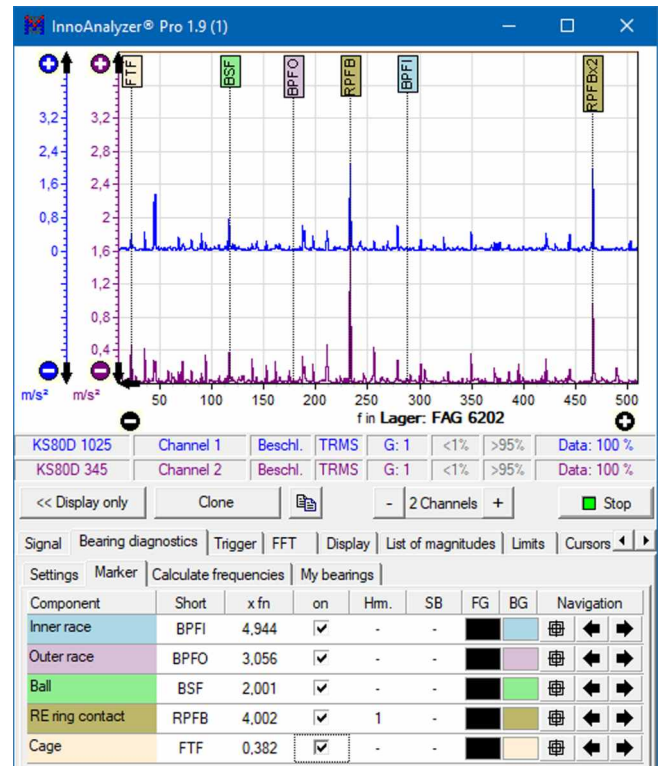 InnoAnalyzer® Pro 1.9 (1)
FTF BSF BPFO RPFB BPFI RPFBx2
3,2 3,2
2,4 2,8
1,6 2,4
0,8 2
0 1,6
1,2
0,8
0,4
m/s² m/s² 50 100 150 200 250 300 350 400 450 500
f in Lager: FAG 6202
KS80D 1025 Channel 1 Beschl. TRMS G: 1 <1% >95% Data: 100 %
KS80D 345 Channel 2 Beschl. TRMS G: 1 <1% >95% Data: 100 %
<< Display only Clone - 2 Channels + Stop
Signal Bearing diagnostics Trigger FFT Display List of magnitudes Limits Cursors
Settings Marker Calculate frequencies My bearings
Component Short x fn on Hrm. SB FG BG Navigation
Inner race BPFI 4,944 - -
Outer race BPFO 3,056 - -
Ball BSF 2,001 - -
RE ring contact RPFB 4,002 1 -
Cage FTF 0,382 - -